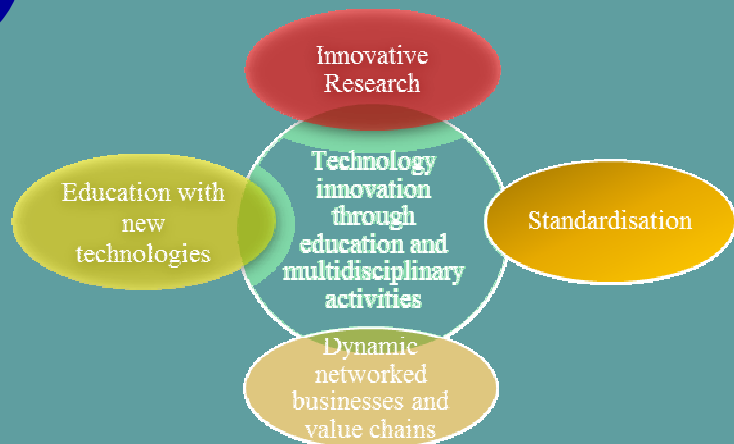 Innovative
Research
Technology
innovation
through
education and
multidisciplinary
activities
Education with
new
technologies
Standardisation
Dynamic
networked
businesses and
value chains